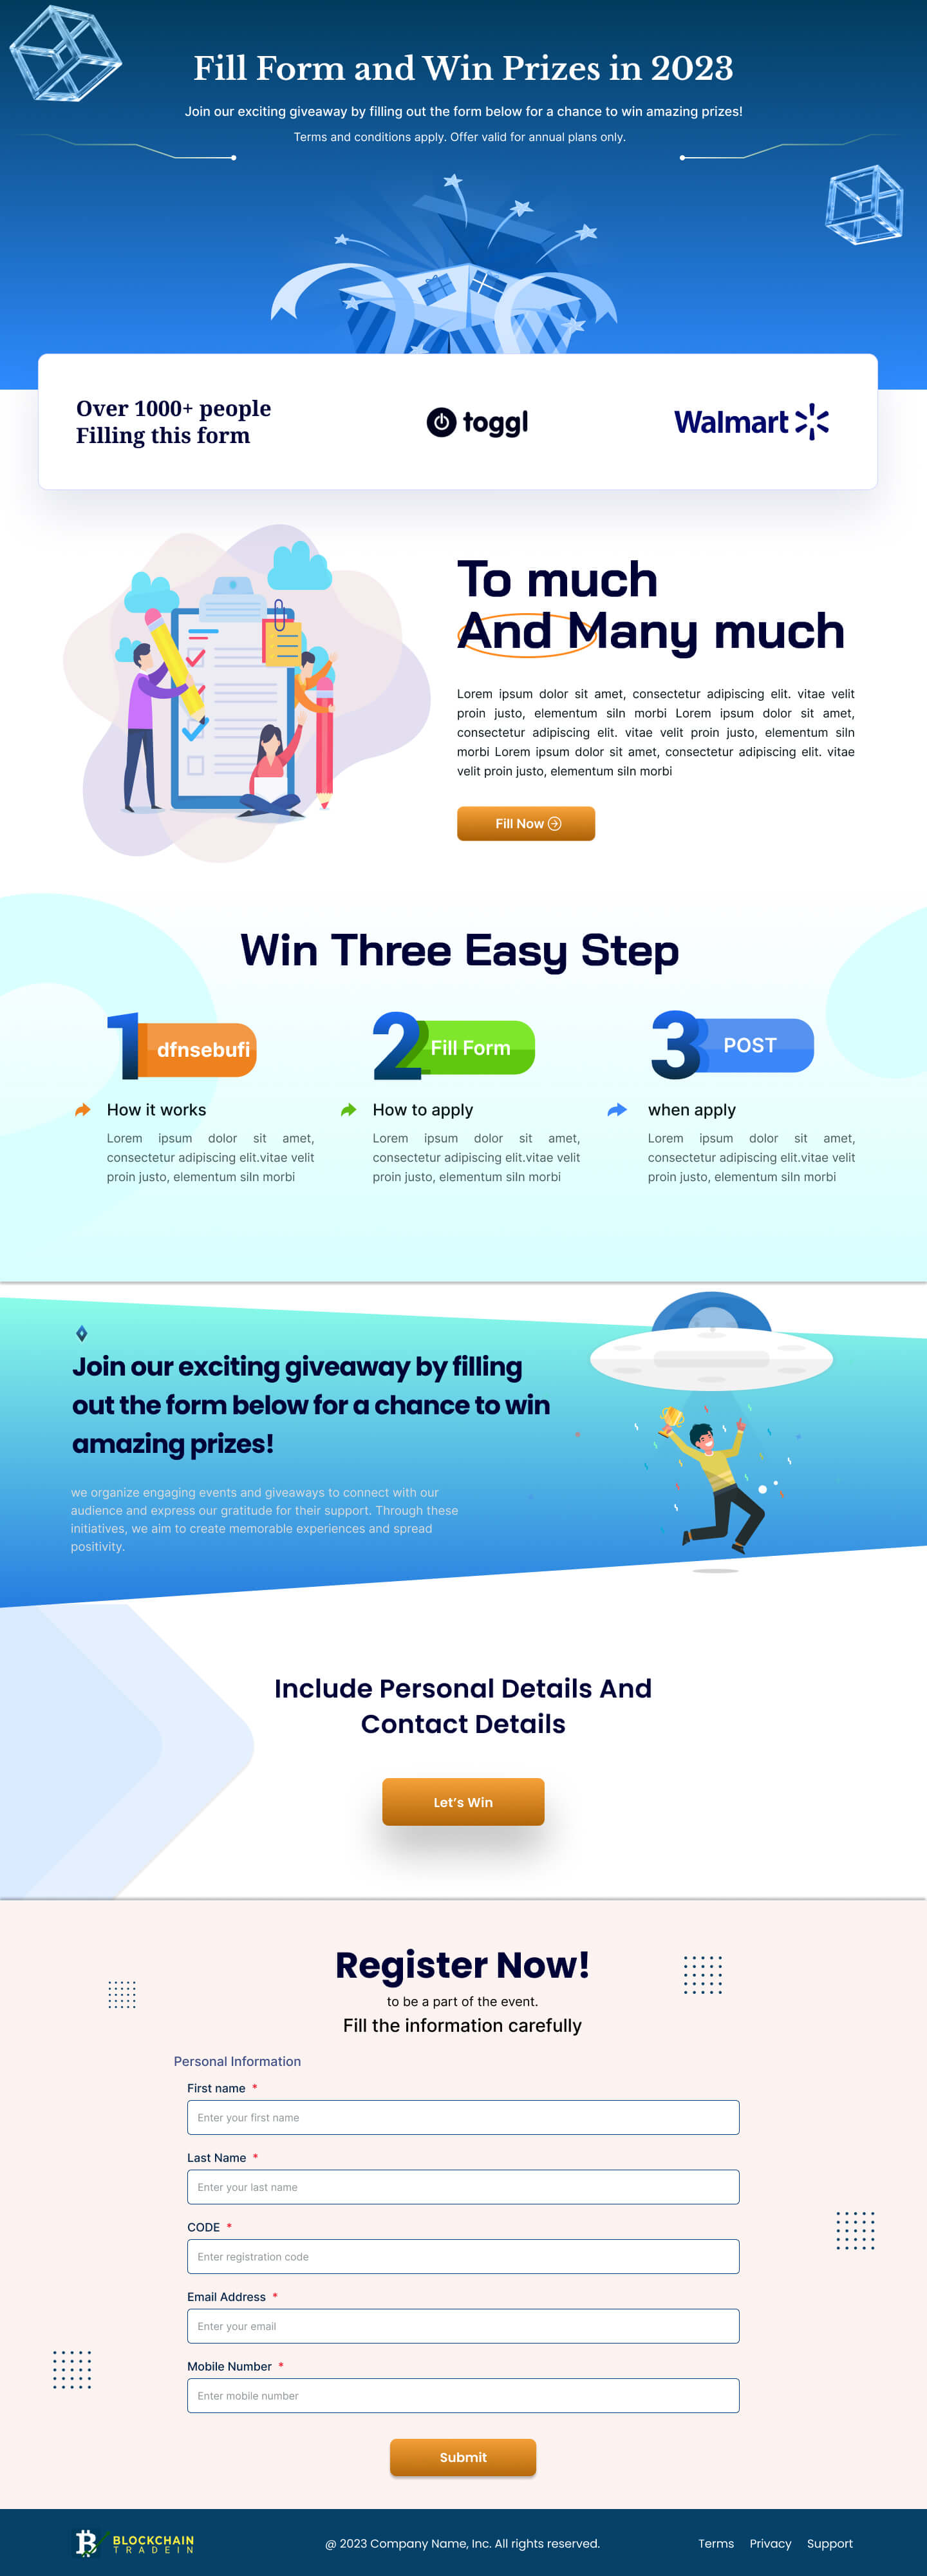 Fill Form and Win Prizes in 2023
Join our exciting giveaway by filling out the form below for a chance to win amazing prizes!
Terms and conditions apply. Offer valid for annual plans only.
Over 1000+ people
Filling this form
toggl
Walmart
To much
And Many much
Lorem ipsum dolor sit amet, consectetur adipiscing elit. vitae velit
proin justo, elementum siln morbi Lorem ipsum dolor sit amet,
consectetur adipiscing elit. vitae velit proin justo, elementum siln
morbi Lorem ipsum dolor sit amet, consectetur adipiscing elit. vitae
velit proin justo, elementum siln morbi
Fill Now
Win Three Easy Step
1 dfnsebufi
2 Fill Form
3 POST
How it works
Lorem ipsum dolor sit amet,
consectetur adipiscing elit.vitae velit
proin justo, elementum siln morbi
How to apply
Lorem ipsum dolor sit amet,
consectetur adipiscing elit.vitae velit
proin justo, elementum siln morbi
when apply
Lorem ipsum dolor sit amet,
consectetur adipiscing elit.vitae velit
proin justo, elementum siln morbi
Join our exciting giveaway by filling
out the form below for a chance to win
amazing prizes!
we organize engaging events and giveaways to connect with our
audience and express our gratitude for their support. Through these
initiatives, we aim to create memorable experiences and spread
positivity.
Include Personal Details And
Contact Details
Let's Win
Register Now!
to be a part of the event.
Fill the information carefully
Personal Information
First name *
Enter your first name
Last Name *
Enter your last name
CODE *
Enter registration code
Email Address *
Enter your email
Mobile Number *
Enter mobile number
Submit
BLOCKCHAIN
TRADEIN
@ 2023 Company Name, Inc. All rights reserved.
Terms Privacy Support